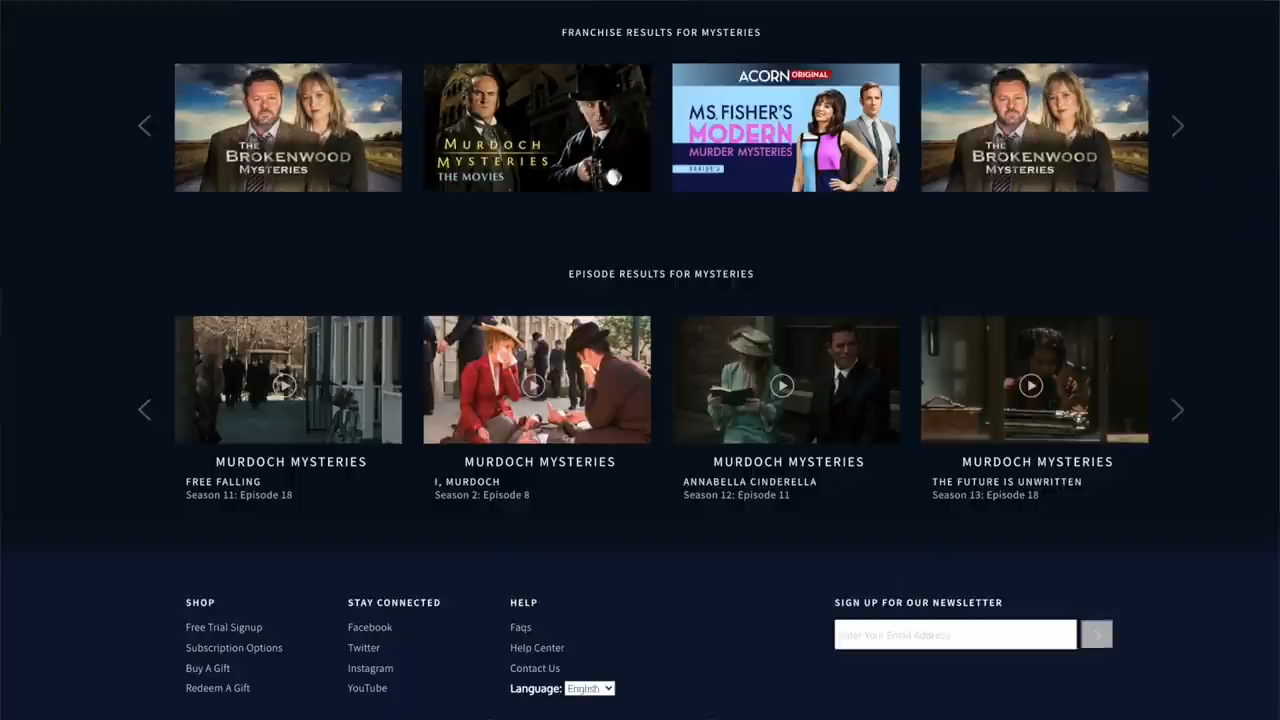 FRANCHISE RESULTS FOR MYSTERIES
THE
BROKENWOOD
MYSTERIES
MURDOCH
MYSTERIES
THE MOVIES
ACORN ORIGINAL
MS. FISHER'S
MODERN
MURDER MYSTERIES
THE
BROKENWOOD
MYSTERIES
EPISODE RESULTS FOR MYSTERIES
MURDOCH MYSTERIES
FREE FALLING
Season 11: Episode 18
MURDOCH MYSTERIES
I, MURDOCH
Season 2: Episode 8
MURDOCH MYSTERIES
ANNABELLA CINDERELLA
Season 12: Episode 11
MURDOCH MYSTERIES
THE FUTURE IS UNWRITTEN
Season 13: Episode 18
SHOP
Free Trial Signup
Subscription Options
Buy A Gift
Redeem A Gift
STAY CONNECTED
Facebook
Twitter
Instagram
YouTube
HELP
Faqs
Help Center
Contact Us
Language: English
SIGN UP FOR OUR NEWSLETTER
Enter Your Email Address